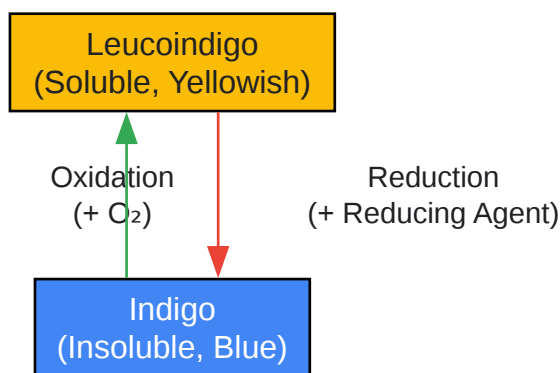 Leucoindigo
(Soluble, Yellowish)
Oxidation
(+ O₂)
Reduction
(+ Reducing Agent)
Indigo
(Insoluble, Blue)